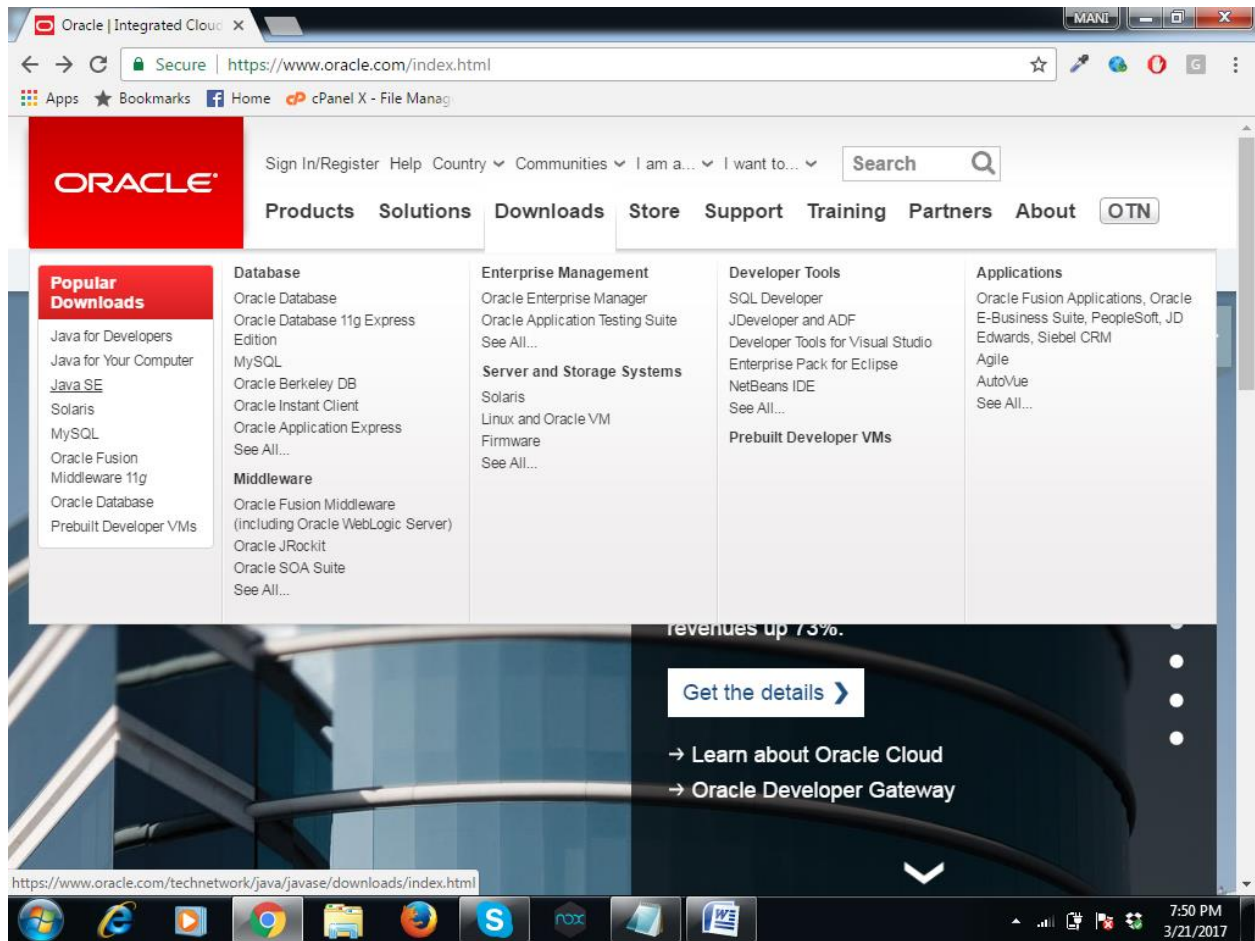 Oracle | Integrated Clou
MANI
Secure | https://www.oracle.com/index.html
Apps Bookmarks Home cPanel X - File Manag
ORACLE
Sign In/Register Help Country Communities I am a... I want to... Search
Products Solutions Downloads Store Support Training Partners About OTN
Popular
Downloads
Java for Developers
Java for Your Computer
Java SE
Solaris
MySQL
Oracle Fusion
Middleware 11g
Oracle Database
Prebuilt Developer VMs
Database
Oracle Database
Oracle Database 11g Express
Edition
MySQL
Oracle Berkeley DB
Oracle Instant Client
Oracle Application Express
See All...
Middleware
Oracle Fusion Middleware
(including Oracle WebLogic Server)
Oracle JRockit
Oracle SOA Suite
See All...
Enterprise Management
Oracle Enterprise Manager
Oracle Application Testing Suite
See All...
Server and Storage Systems
Solaris
Linux and Oracle VM
Firmware
See All...
Developer Tools
SQL Developer
JDeveloper and ADF
Developer Tools for Visual Studio
Enterprise Pack for Eclipse
NetBeans IDE
See All...
Prebuilt Developer VMs
Applications
Oracle Fusion Applications, Oracle
E-Business Suite, PeopleSoft, JD
Edwards, Siebel CRM
Agile
AutoVue
See All...
revenues up 73%.
Get the details ❯
→ Learn about Oracle Cloud
→ Oracle Developer Gateway
https://www.oracle.com/technetwork/java/javase/downloads/index.html
nox
7:50 PM
3/21/2017